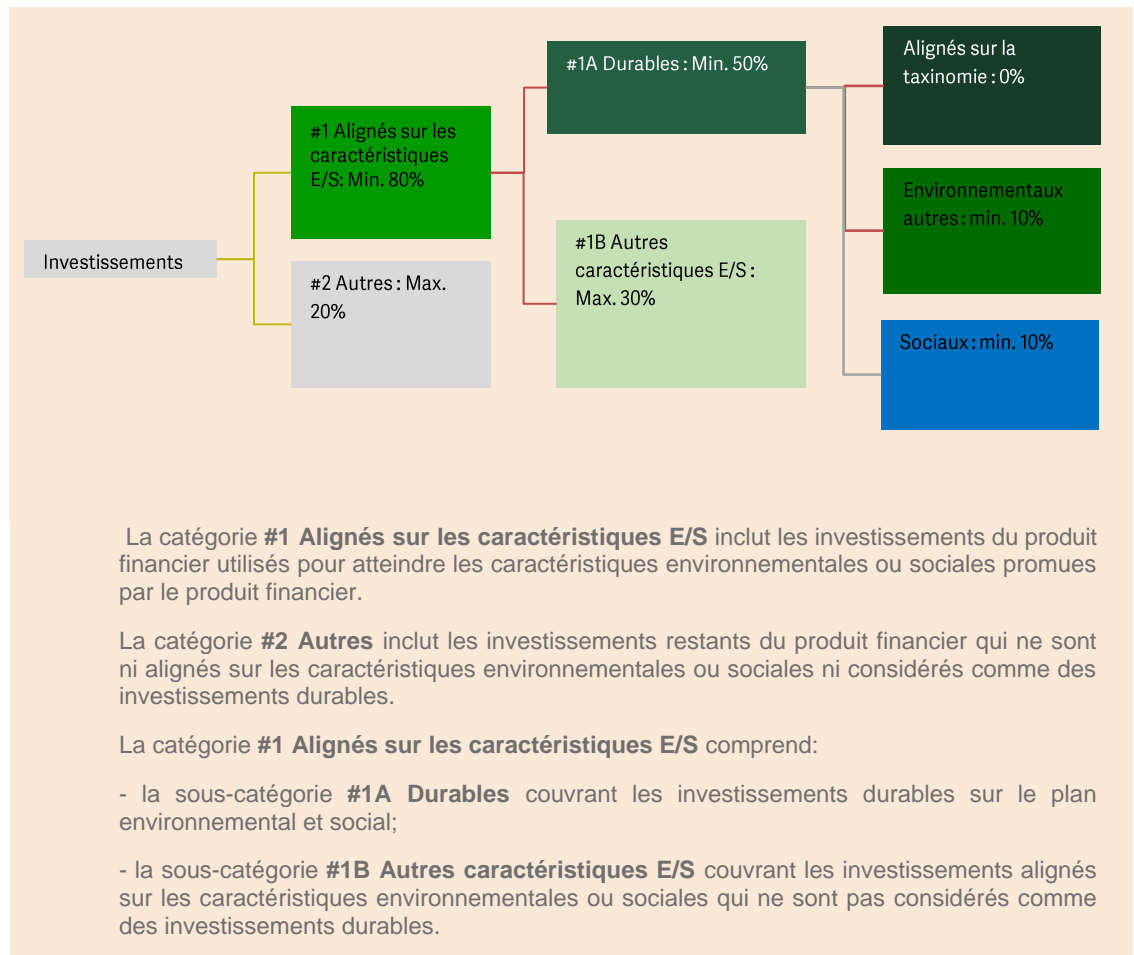 Investissements
#1 Alignés sur les
caractéristiques
E/S: Min. 80%
#2 Autres : Max.
20%
#1A Durables : Min. 50%
#1B Autres
caractéristiques E/S :
Max. 30%
Alignés sur la
taxinomie : 0%
Environnementaux
autres : min. 10%
Sociaux : min. 10%
La catégorie #1 Alignés sur les caractéristiques E/S inclut les investissements du produit
financier utilisés pour atteindre les caractéristiques environnementales ou sociales promues
par le produit financier.
La catégorie #2 Autres inclut les investissements restants du produit financier qui ne sont
ni alignés sur les caractéristiques environnementales ou sociales ni considérés comme des
investissements durables.
La catégorie #1 Alignés sur les caractéristiques E/S comprend:
- la sous-catégorie #1A Durables couvrant les investissements durables sur le plan
environnemental et social;
- la sous-catégorie #1B Autres caractéristiques E/S couvrant les investissements alignés
sur les caractéristiques environnementales ou sociales qui ne sont pas considérés comme
des investissements durables.